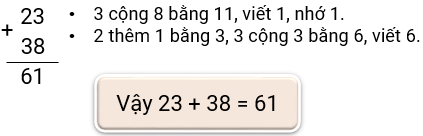 23
+
38
61
• 3 cộng 8 bằng 11, viết 1, nhớ 1.
• 2 thêm 1 bằng 3, 3 cộng 3 bằng 6, viết 6.
Vậy 23 + 38 = 61